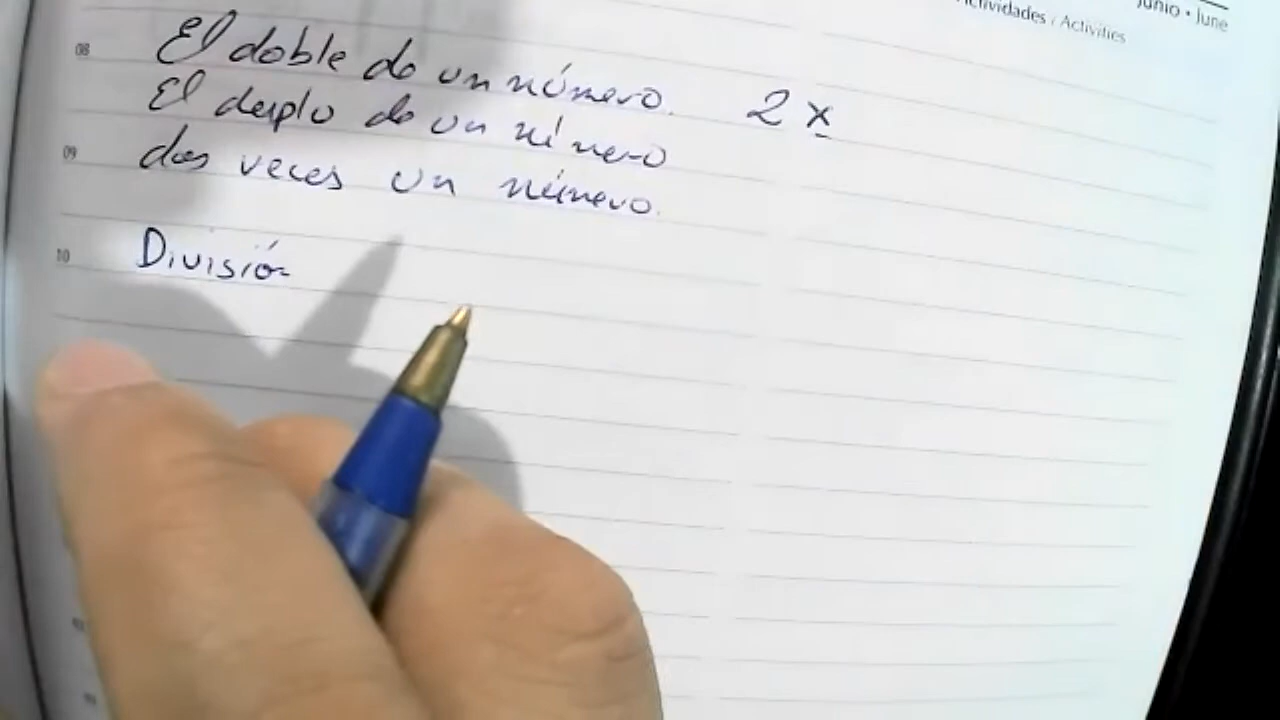 Junio • June
Actividades / Activities
08
El doble de un número. 2x
El duplo de un número
09
dos veces un número.
10
División